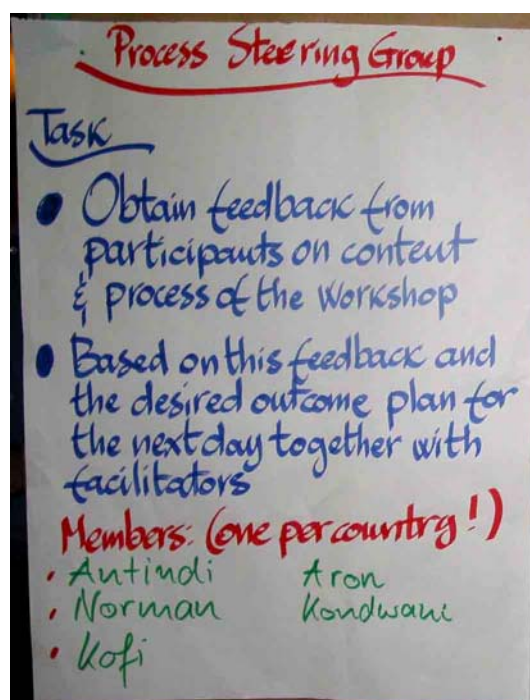 Process Steering Group
Task
● Obtain feedback from
participants on content
& process of the Workshop
● Based on this feedback and
the desired outcome plan for
the next day together with
facilitators
Members: (one per country!)
• Antindi Aron
• Norman Kondwani
• Kofi